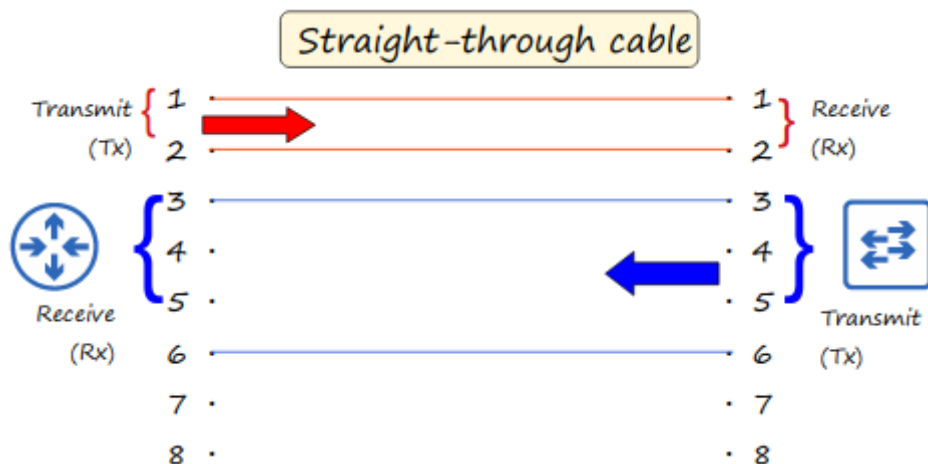 Straight-through cable
Transmit
(Tx)
1
2
3
4
5
6
7
8
Receive
(Rx)
1
2
3
4
5
6
7
8
Receive
(Rx)
Transmit
(Tx)